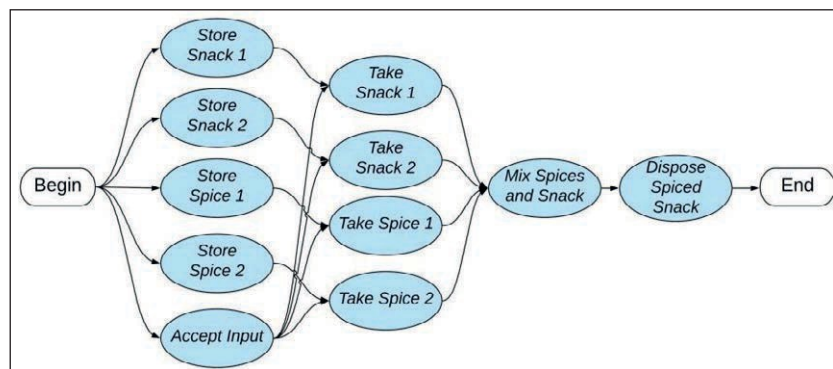 Begin
Store
Snack 1
Store
Snack 2
Store
Spice 1
Store
Spice 2
Accept Input
Take
Snack 1
Take
Snack 2
Take Spice 1
Take Spice 2
Mix Spices
and Snack
Dispose
Spiced
Snack
End